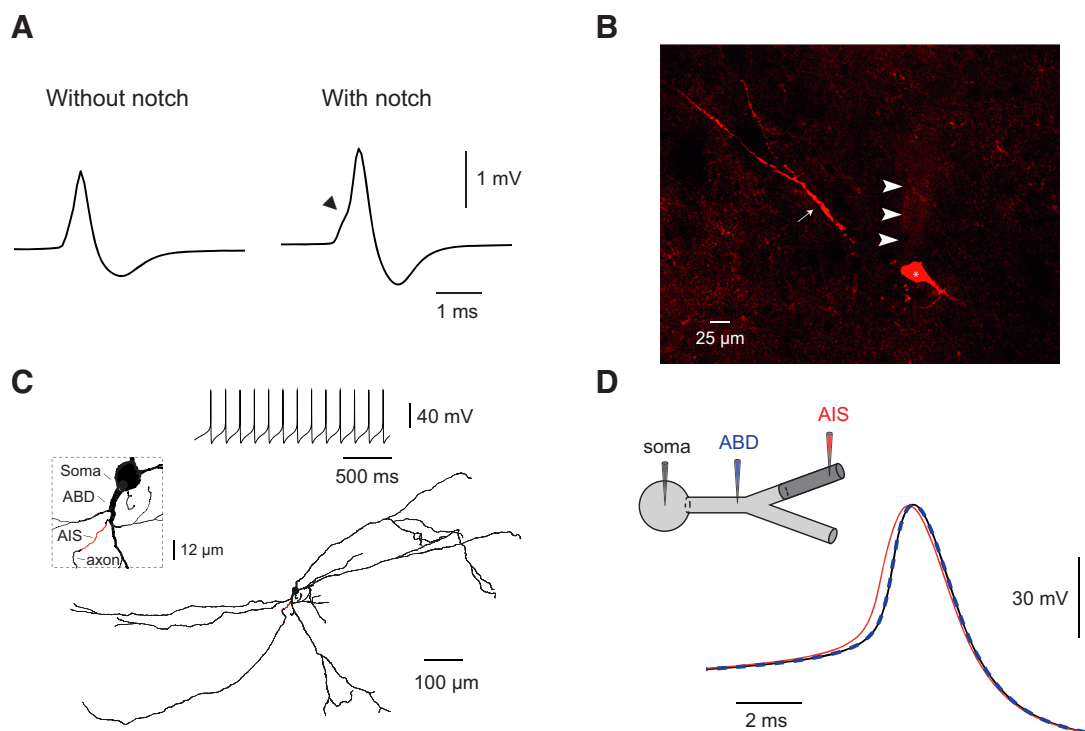 A
Without notch
With notch
1 mV
1 ms
B
*
25 µm
C
40 mV
500 ms
Soma
ABD
AIS
axon
12 µm
100 µm
D
AIS
ABD
soma
30 mV
2 ms